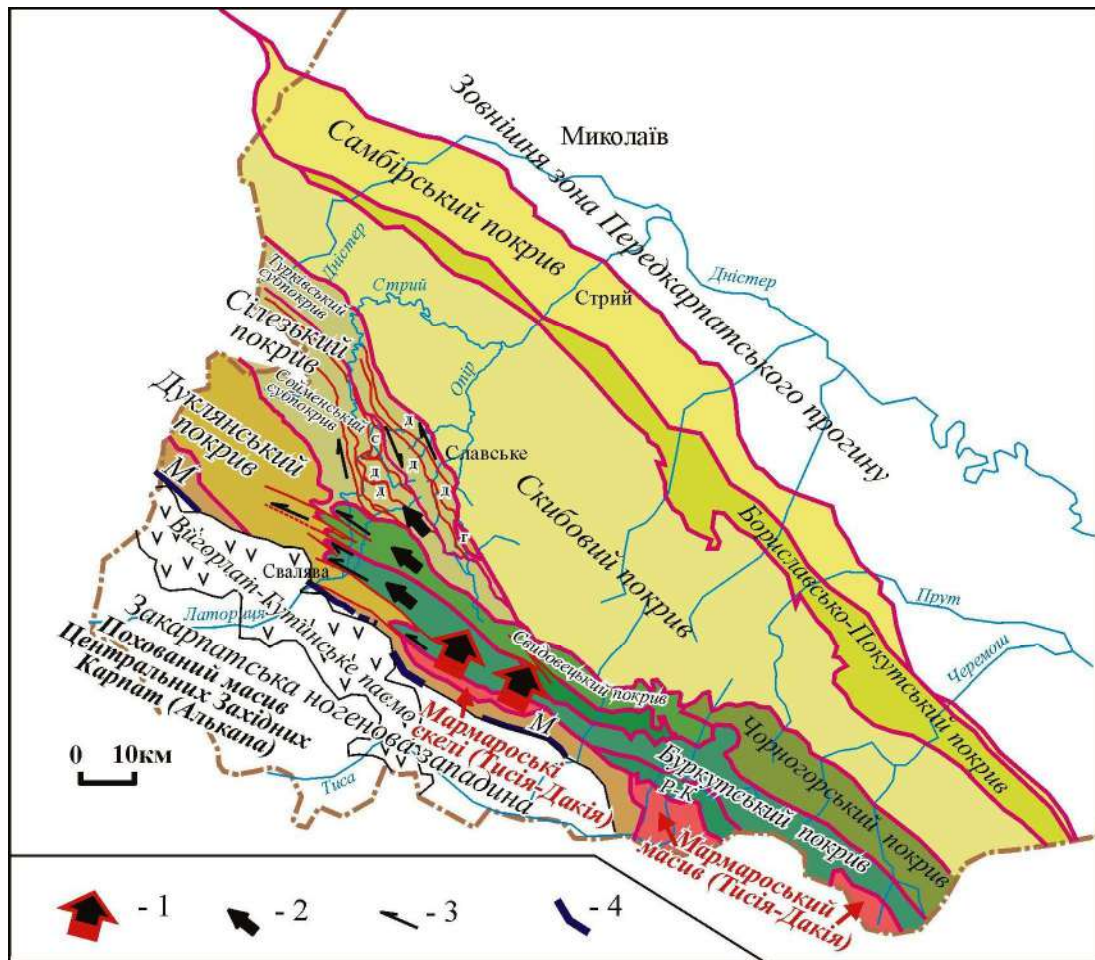 Миколаїв
Зовнішня зона Передкарпатського прогину
Самбірський покрив
Дністер
Дністер
Стрий
Стрий
Турківський
субпокрив
Сілезький
покрив
Опір
Сойменський
субпокрив
Дуклянський
покрив
д
с
д
д
д
д
Славське
г
М
Скибовий покрив
Бориславсько-Покутський покрив
Прут
Черемош
Свалява
Вигорлат-Гутинське пасмо
Латориця
Закарпатська неогенова западина
Похований масив
Центральних Західних
Карпат (Алькапа)
Свидовецький покрив
Чорногорський покрив
Буркутський покрив
М
Р-К
Мармароські
скелі (Тисія-Дакія)
Мармароський
масив (Тисія-Дакія)
0 10км
Тиса
- 1
- 2
- 3
- 4